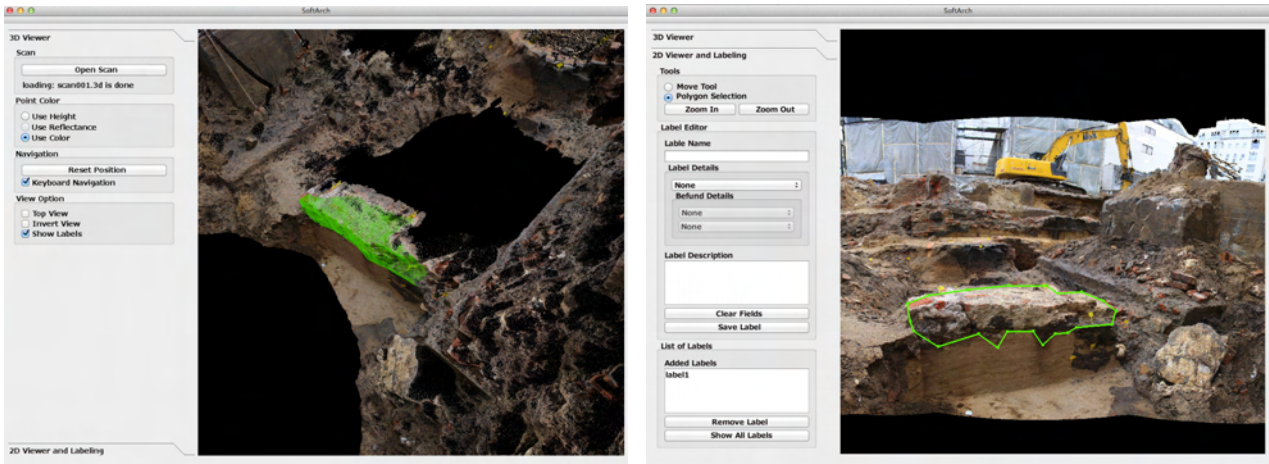 SoftArch
3D Viewer
Scan
Open Scan
loading: scan001.3d is done
Point Color
Use Height
Use Reflectance
Use Color
Navigation
Reset Position
Keyboard Navigation
View Option
Top View
Invert View
Show Labels
2D Viewer and Labeling
SoftArch
3D Viewer
2D Viewer and Labeling
Tools
Move Tool
Polygon Selection
Zoom In Zoom Out
Label Editor
Lable Name
Label Details
None
Befund Details
None
None
Label Description
Clear Fields
Save Label
List of Labels
Added Labels
label1
Remove Label
Show All Labels